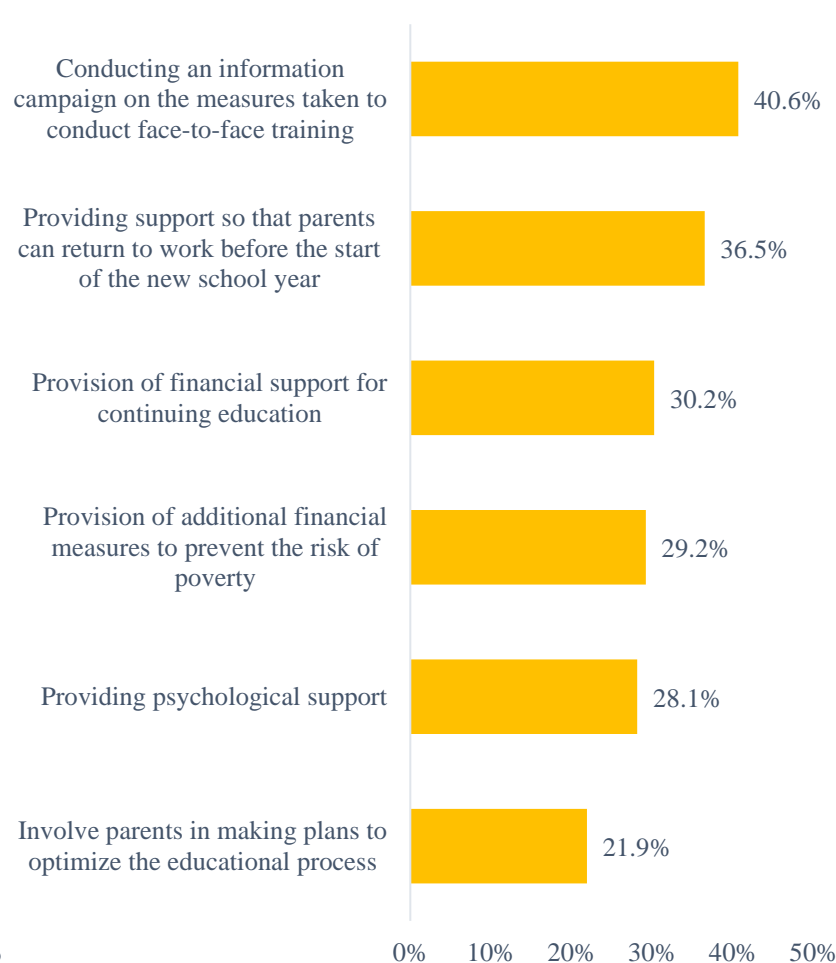 Conducting an information
campaign on the measures taken to
conduct face-to-face training
40.6%
Providing support so that parents
can return to work before the start
of the new school year
36.5%
Provision of financial support for
continuing education
30.2%
Provision of additional financial
measures to prevent the risk of
poverty
29.2%
Providing psychological support
28.1%
Involve parents in making plans to
optimize the educational process
21.9%
0% 10% 20% 30% 40% 50%